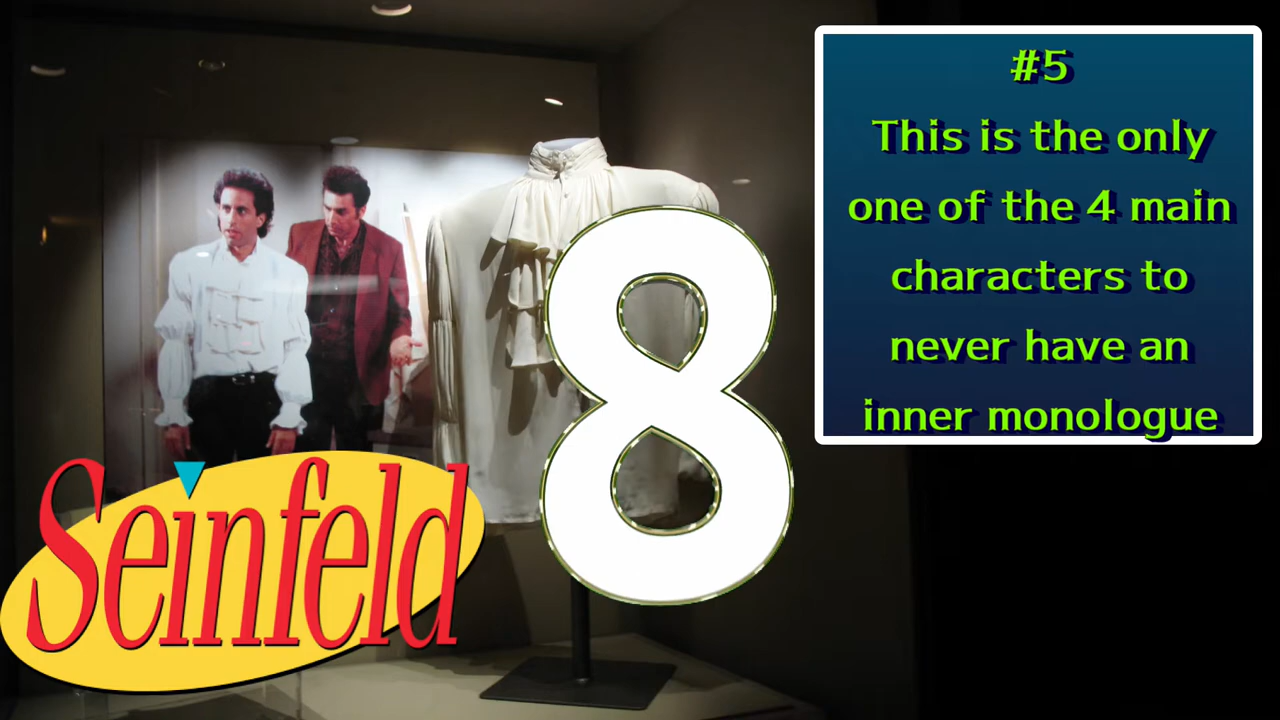 #5
This is the only
one of the 4 main
characters to
never have an
inner monologue
8
Seinfeld